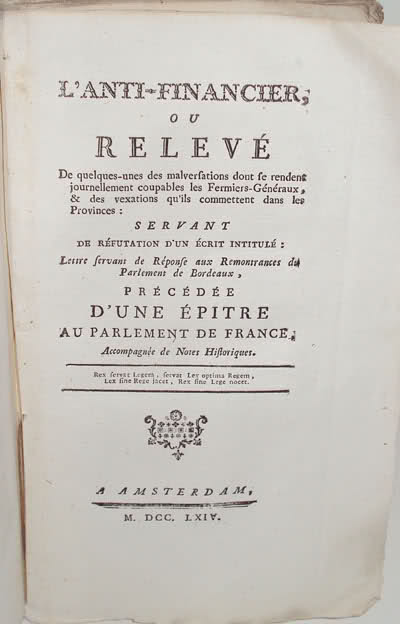 L'ANTI-FINANCIER;
OU
RELEVÉ
De quelques-unes des malversations dont se rendent
journellement coupables les Fermiers-Généraux,
& des vexations qu'ils commettent dans les
Provinces:
SERVANT
DE RÉFUTATION D'UN ÉCRIT INTITULÉ:
Lettre servant de Réponse aux Remontrances du
Parlement de Bordeaux,
PRÉCÉDÉE
D'UNE ÉPITRE
AU PARLEMENT DE FRANCE;
Accompagnée de Notes Historiques.
Rex servat Legem, servat Lex optima Regem,
Lex sine Rege jacet, Rex sine Lege nocet.
A AMSTERDAM,
M. DCC. LXIV.